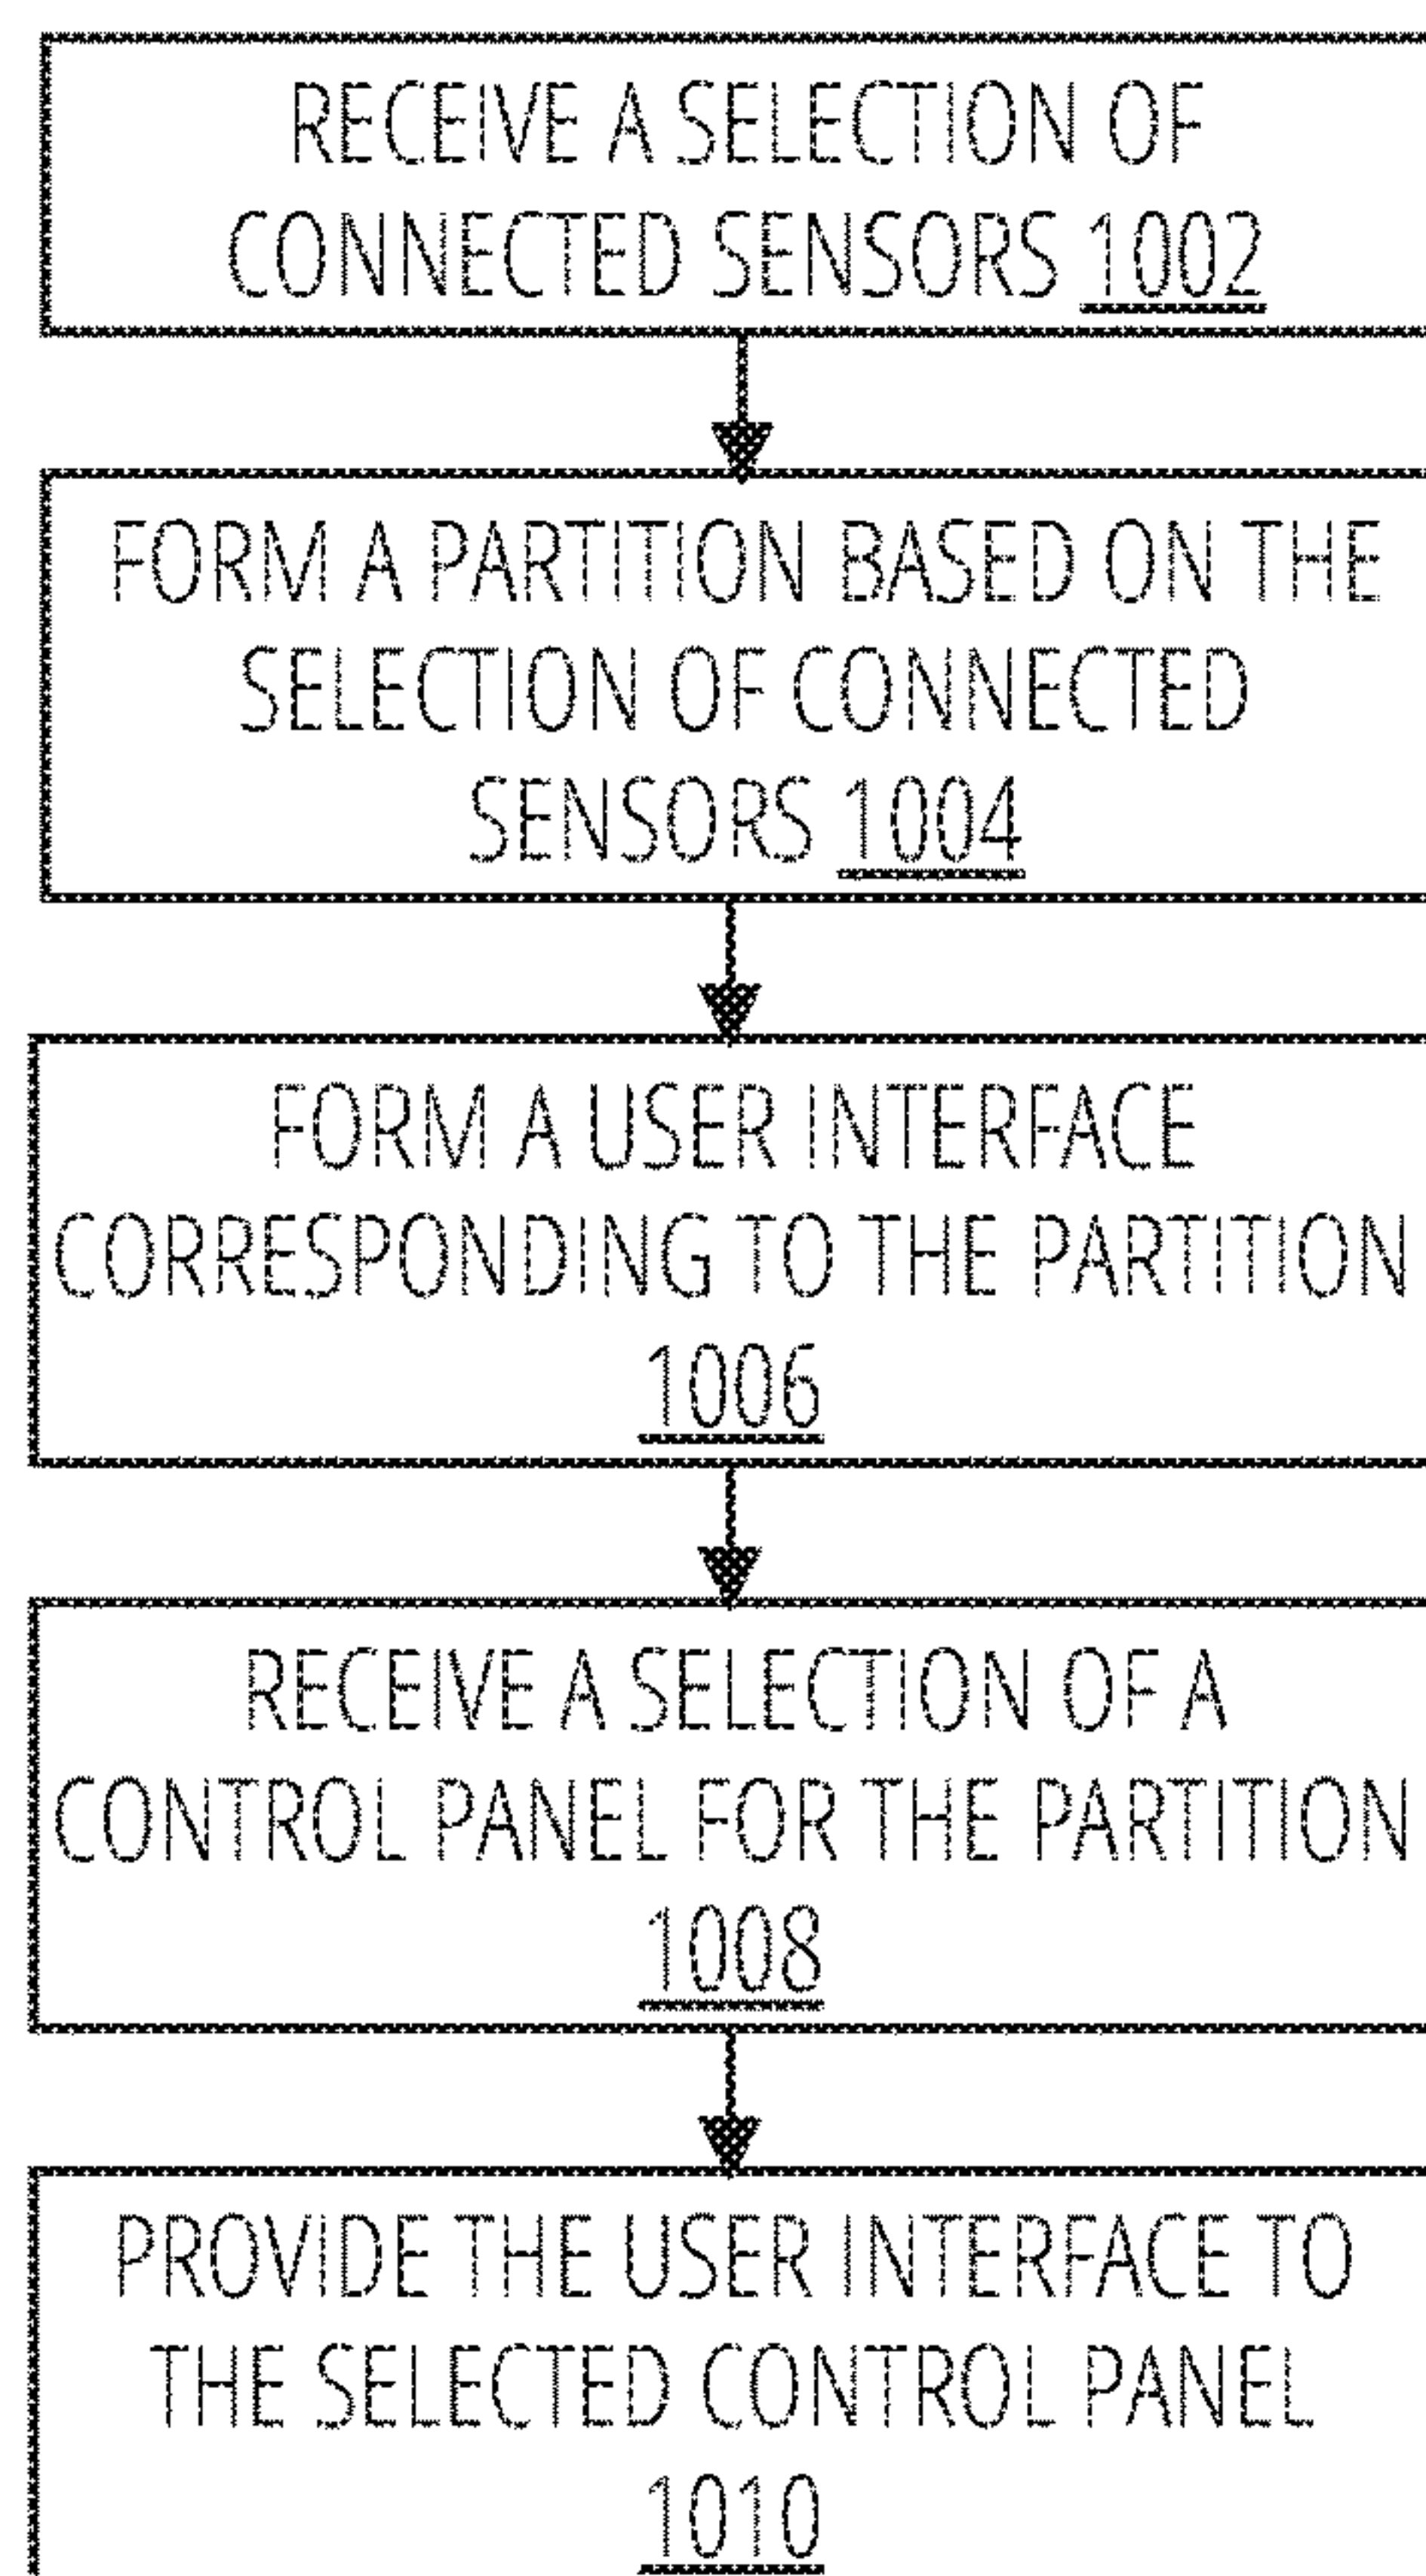 RECEIVE A SELECTION OF
CONNECTED SENSORS 1002
FORM A PARTITION BASED ON THE
SELECTION OF CONNECTED
SENSORS 1004
FORM A USER INTERFACE
CORRESPONDING TO THE PARTITION
1006
RECEIVE A SELECTION OF A
CONTROL PANEL FOR THE PARTITION
1008
PROVIDE THE USER INTERFACE TO
THE SELECTED CONTROL PANEL
1010